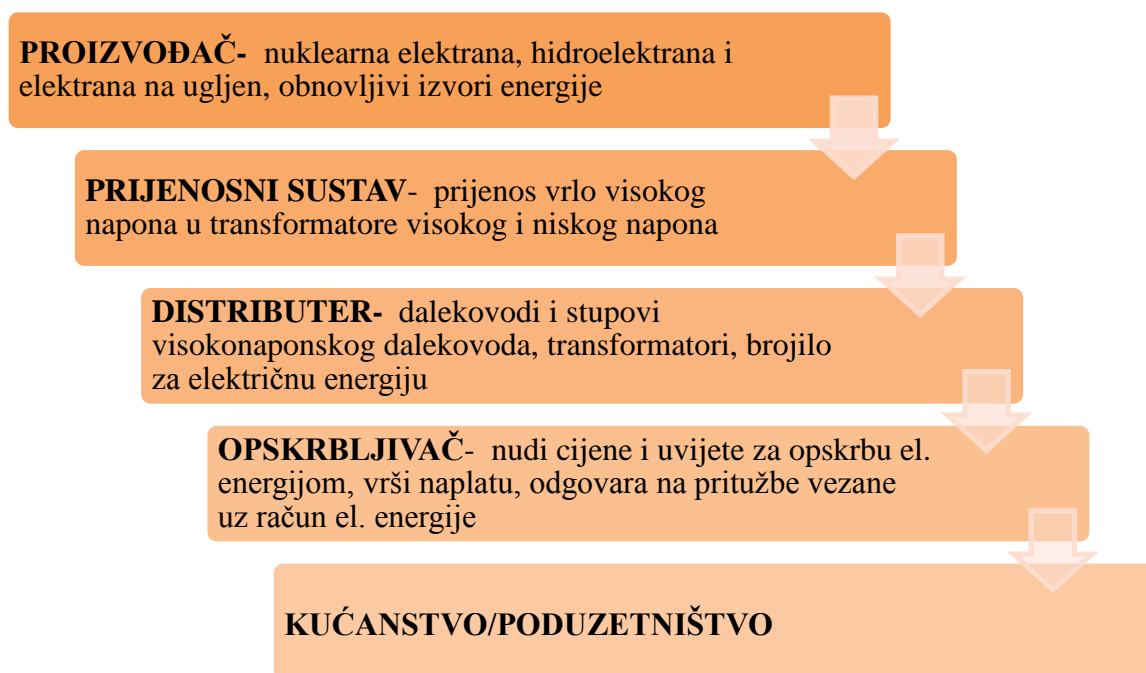 PROIZVOĐAČ- nuklearna elektrana, hidroelektrana i
elektrana na ugljen, obnovljivi izvori energije
PRIJENOSNI SUSTAV- prijenos vrlo visokog
napona u transformatore visokog i niskog napona
DISTRIBUTER- dalekovodi i stupovi
visokonaponskog dalekovoda, transformatori, brojilo
za električnu energiju
OPSKRBLJIVAČ- nudi cijene i uvijete za opskrbu el.
energijom, vrši naplatu, odgovara na pritužbe vezane
uz račun el. energije
KUĆANSTVO/PODUZETNIŠTVO